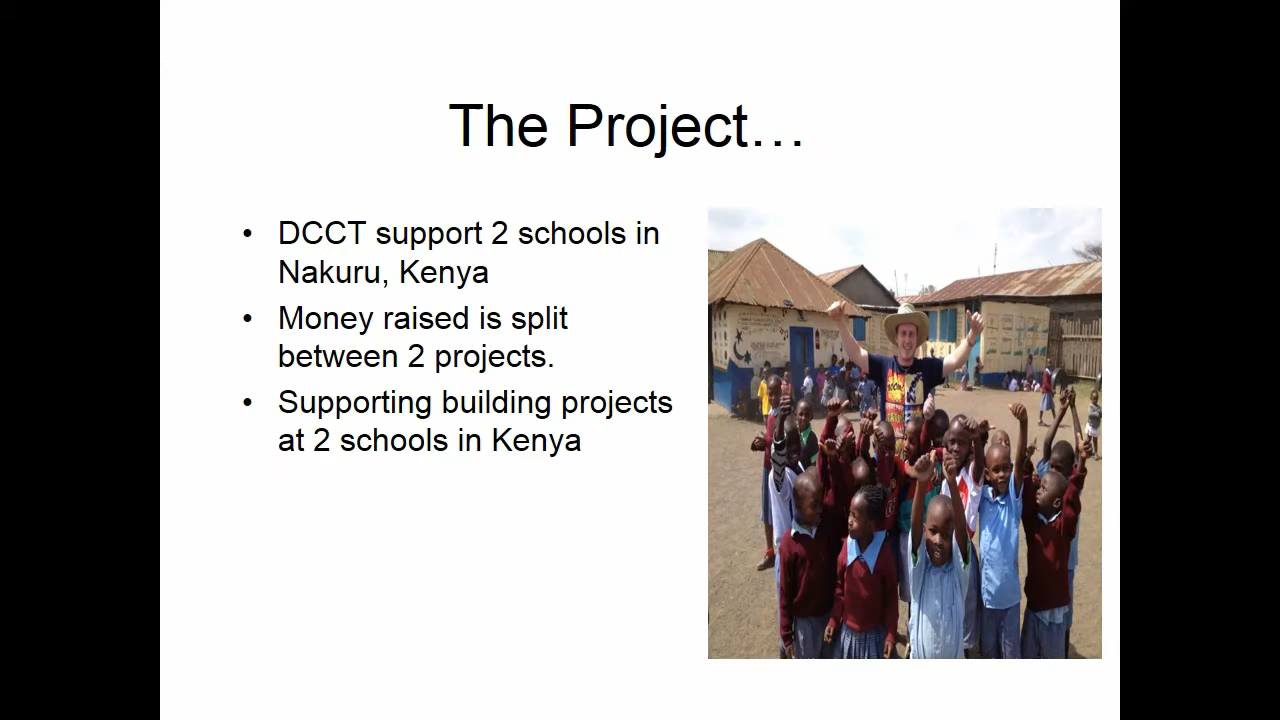 The Project…
• DCCT support 2 schools in
Nakuru, Kenya
• Money raised is split
between 2 projects.
• Supporting building projects
at 2 schools in Kenya